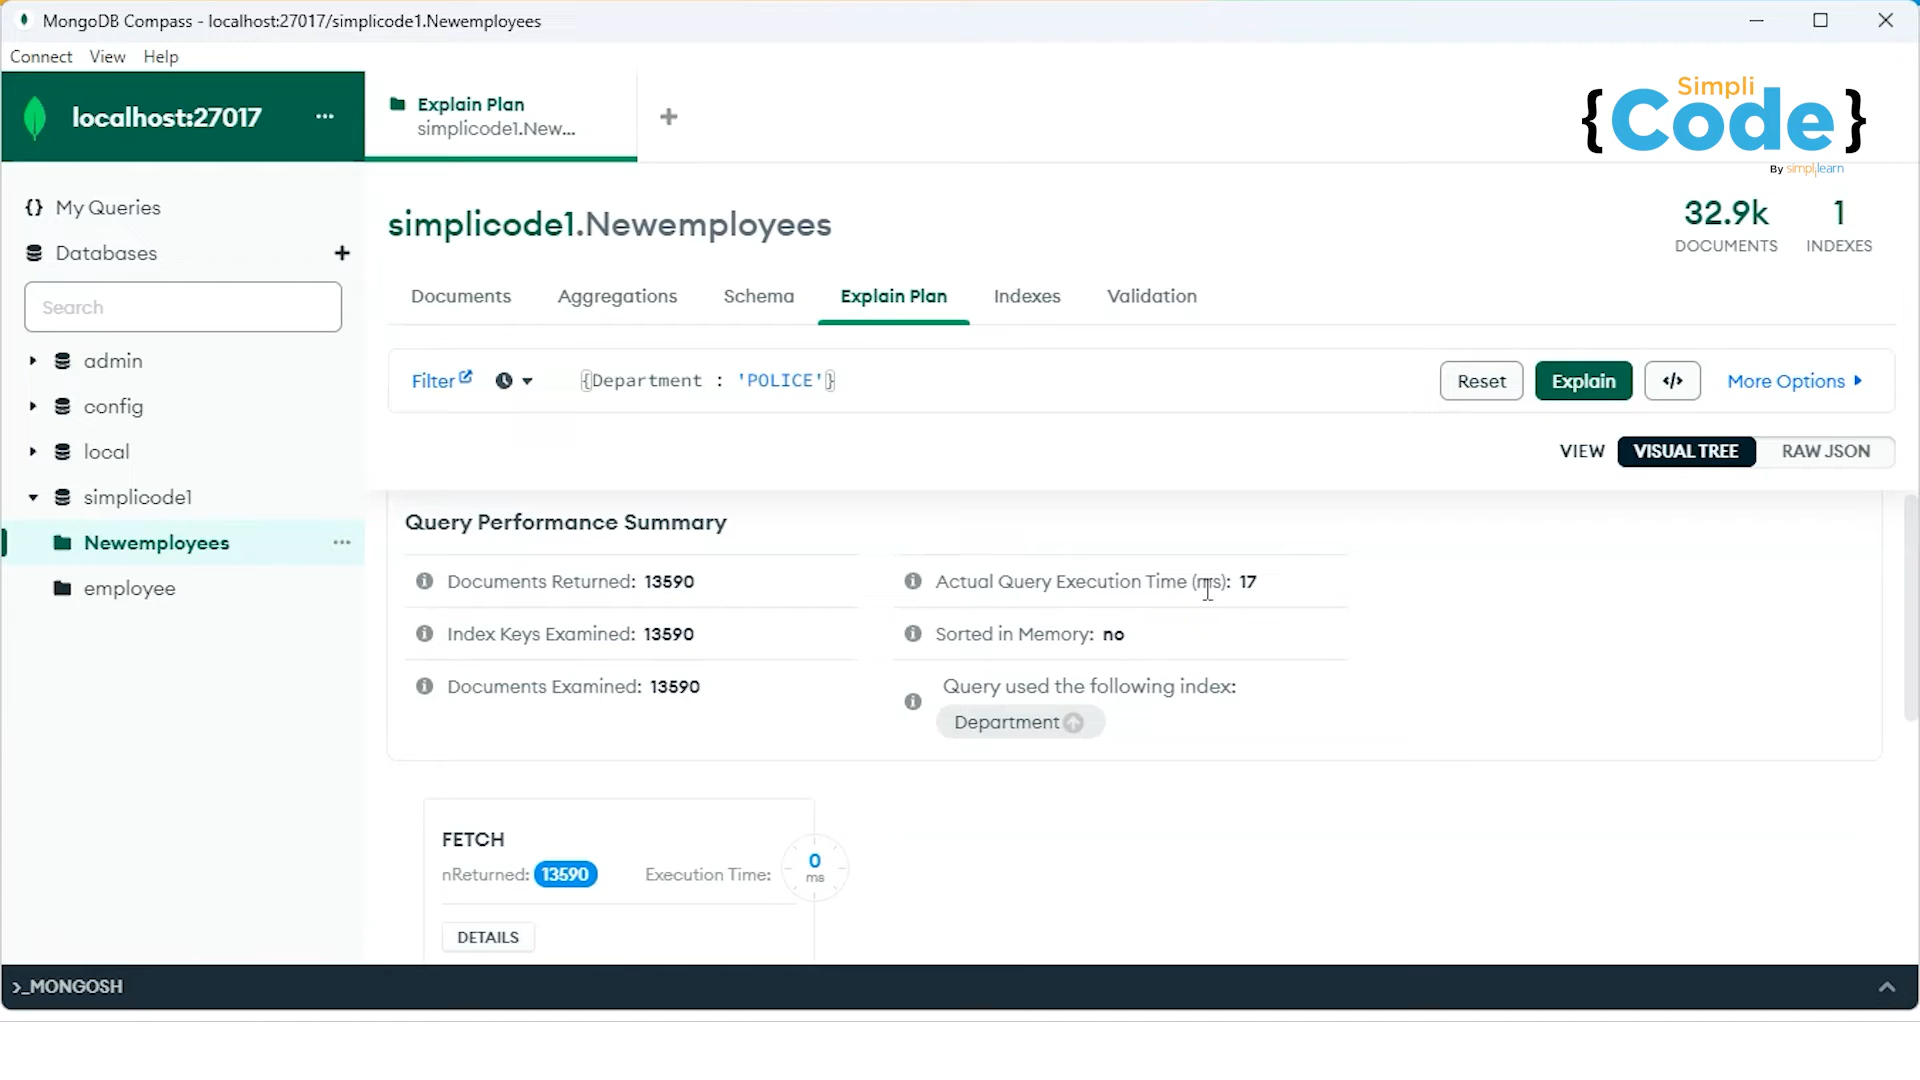 MongoDB Compass - localhost:27017/simplicode1.Newemployees
Connect View Help
localhost:27017 ...
Explain Plan
simplicode1.New...
+
Simpli
{Code}
By simplilearn
{} My Queries
Databases +
Search
admin
config
local
simplicode1
Newemployees ...
employee
simplicode1.Newemployees
32.9k
DOCUMENTS
1
INDEXES
Documents Aggregations Schema Explain Plan Indexes Validation
Filter {Department : 'POLICE'} Reset Explain </> More Options
VIEW VISUAL TREE RAW JSON
Query Performance Summary
Documents Returned: 13590
Index Keys Examined: 13590
Documents Examined: 13590
Actual Query Execution Time (ms): 17
Sorted in Memory: no
Query used the following index:
Department
FETCH
nReturned: 13590 Execution Time: 0
ms
DETAILS
>_MONGOSH